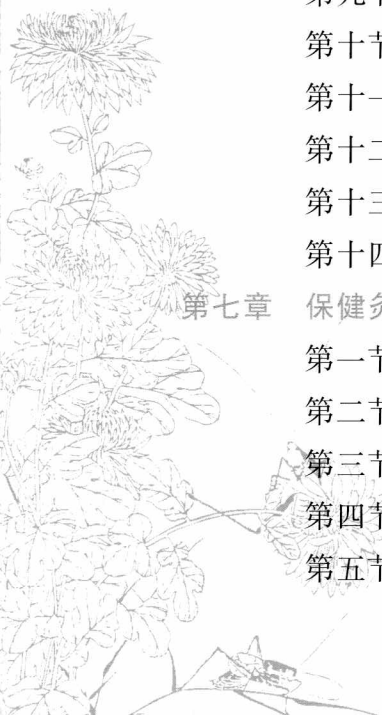 第十节
第十一
第十二
第十三
第十四
第七章 保健灸
第一节
第二节
第三节
第四节
第五节